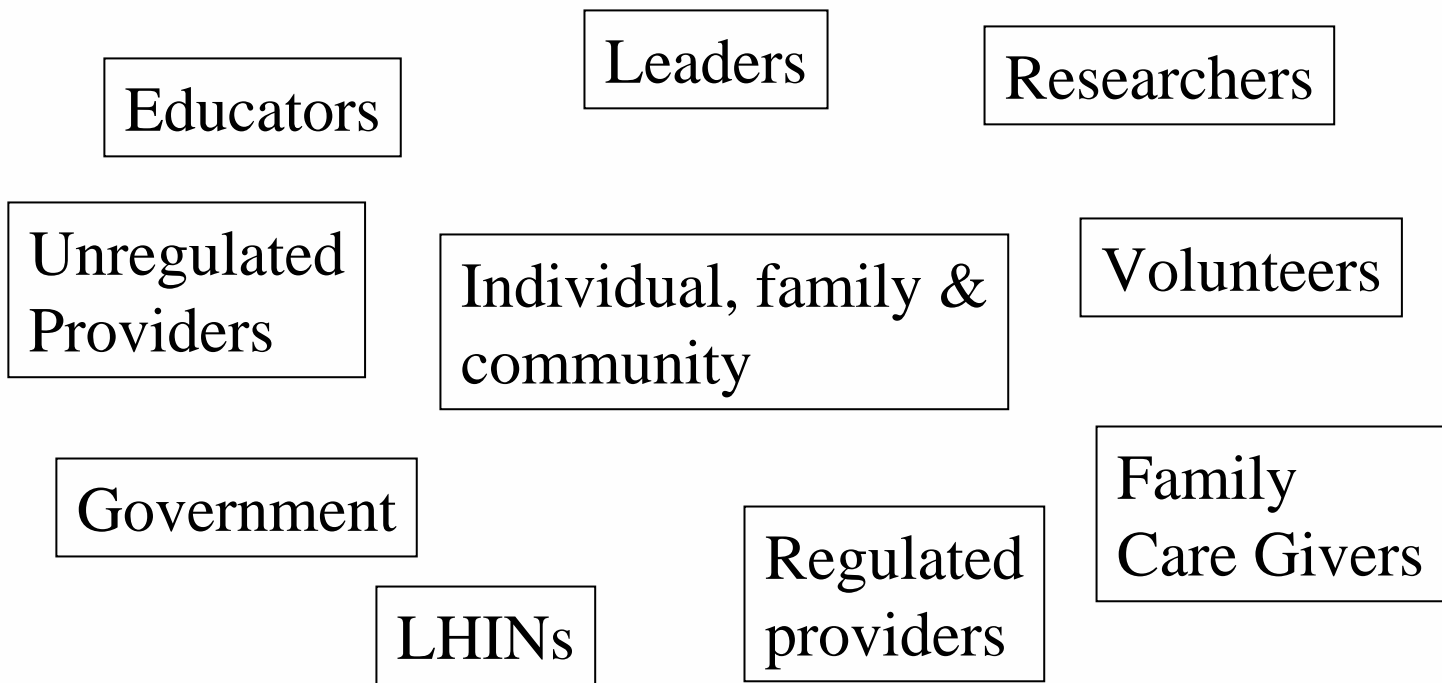 Leaders
Researchers
Educators
Unregulated
Providers
Individual, family &
community
Volunteers
Government
Family
Care Givers
Regulated
providers
LHINs